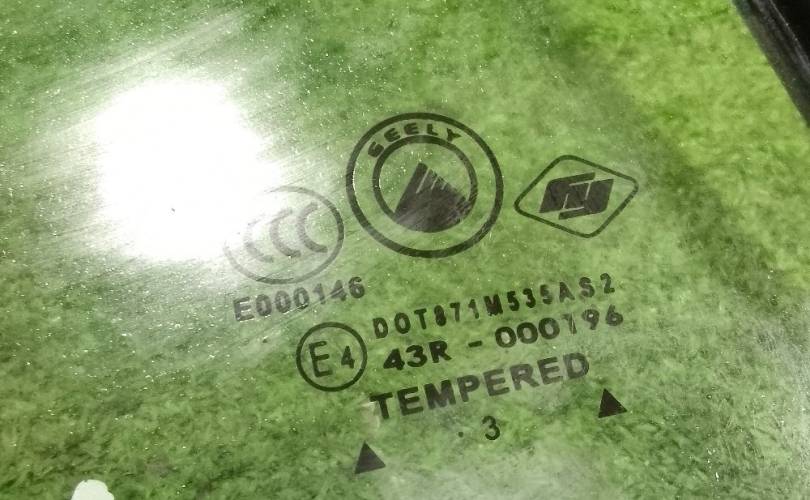 GEELY
CCC
E000146
DOT871M535AS2
E4
43R - 000196
TEMPERED
. 3